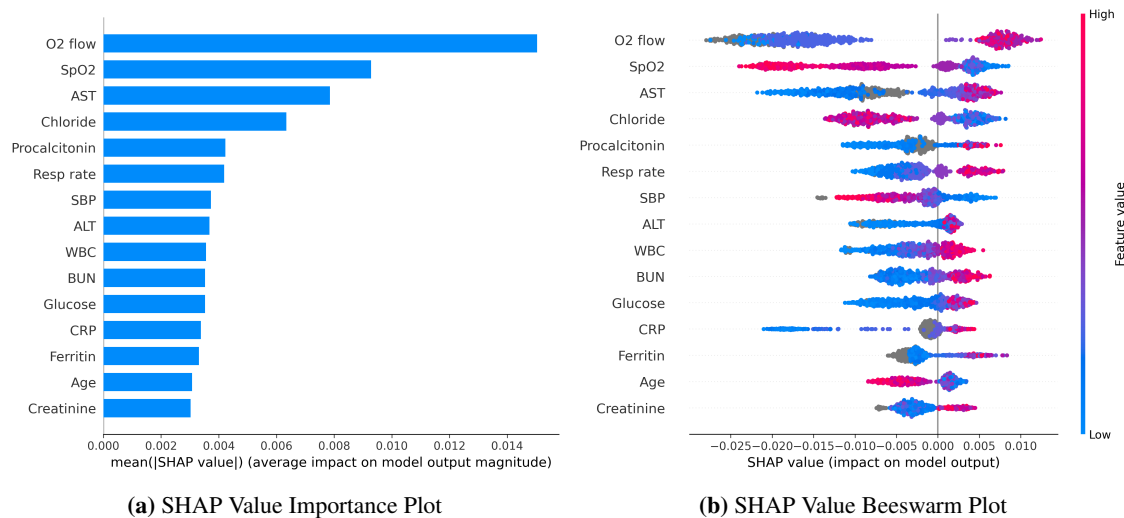 O2 flow
SpO2
AST
Chloride
Procalcitonin
Resp rate
SBP
ALT
WBC
BUN
Glucose
CRP
Ferritin
Age
Creatinine
0.000 0.002 0.004 0.006 0.008 0.010 0.012 0.014
mean(|SHAP value|) (average impact on model output magnitude)
(a) SHAP Value Importance Plot
O2 flow
SpO2
AST
Chloride
Procalcitonin
Resp rate
SBP
ALT
WBC
BUN
Glucose
CRP
Ferritin
Age
Creatinine
−0.025 −0.020 −0.015 −0.010 −0.005 0.000 0.005 0.010
SHAP value (impact on model output)
High
Feature value
Low
(b) SHAP Value Beeswarm Plot